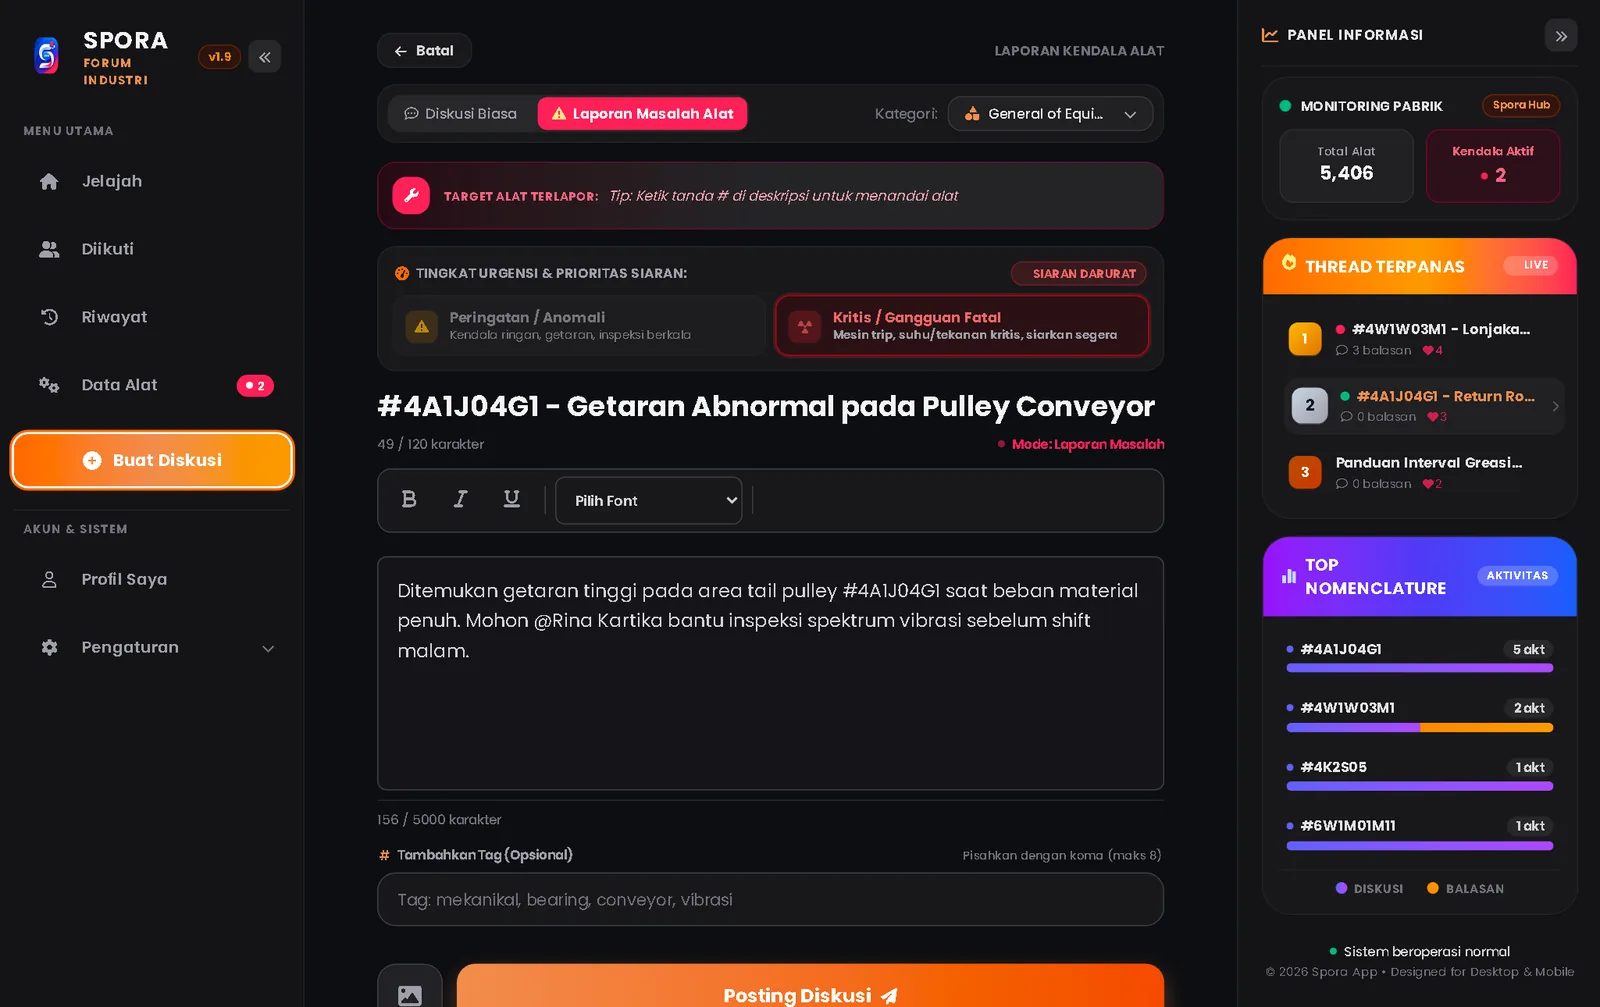 SPORA
FORUM
INDUSTRI
v1.9
MENU UTAMA
Jelajah
Diikuti
Riwayat
Data Alat
2
Buat Diskusi
AKUN & SISTEM
Profil Saya
Pengaturan
Batal
LAPORAN KENDALA ALAT
Diskusi Biasa
Laporan Masalah Alat
Kategori:
General of Equi...
TARGET ALAT TERLAPOR: Tip: Ketik tanda # di deskripsi untuk menandai alat
TINGKAT URGENSI & PRIORITAS SIARAN:
SIARAN DARURAT
Peringatan / Anomali
Kendala ringan, getaran, inspeksi berkala
Kritis / Gangguan Fatal
Mesin trip, suhu/tekanan kritis, siarkan segera
#4A1J04G1 - Getaran Abnormal pada Pulley Conveyor
49 / 120 karakter
Mode: Laporan Masalah
B I U
Pilih Font
Ditemukan getaran tinggi pada area tail pulley #4A1J04G1 saat beban material
penuh. Mohon @Rina Kartika bantu inspeksi spektrum vibrasi sebelum shift
malam.
156 / 5000 karakter
# Tambahkan Tag (Opsional)
Pisahkan dengan koma (maks 8)
Tag: mekanikal, bearing, conveyor, vibrasi
Posting Diskusi
PANEL INFORMASI
MONITORING PABRIK
Spora Hub
Total Alat
5,406
Kendala Aktif
2
THREAD TERPANAS
LIVE
1
#4W1W03M1 - Lonjaka...
3 balasan
4
2
#4A1J04G1 - Return Ro...
0 balasan
3
3
Panduan Interval Greasi...
0 balasan
2
TOP
NOMENCLATURE
AKTIVITAS
#4A1J04G1
5 akt
#4W1W03M1
2 akt
#4K2S05
1 akt
#6W1M01M11
1 akt
DISKUSI
BALASAN
Sistem beroperasi normal
© 2026 Spora App • Designed for Desktop & Mobile